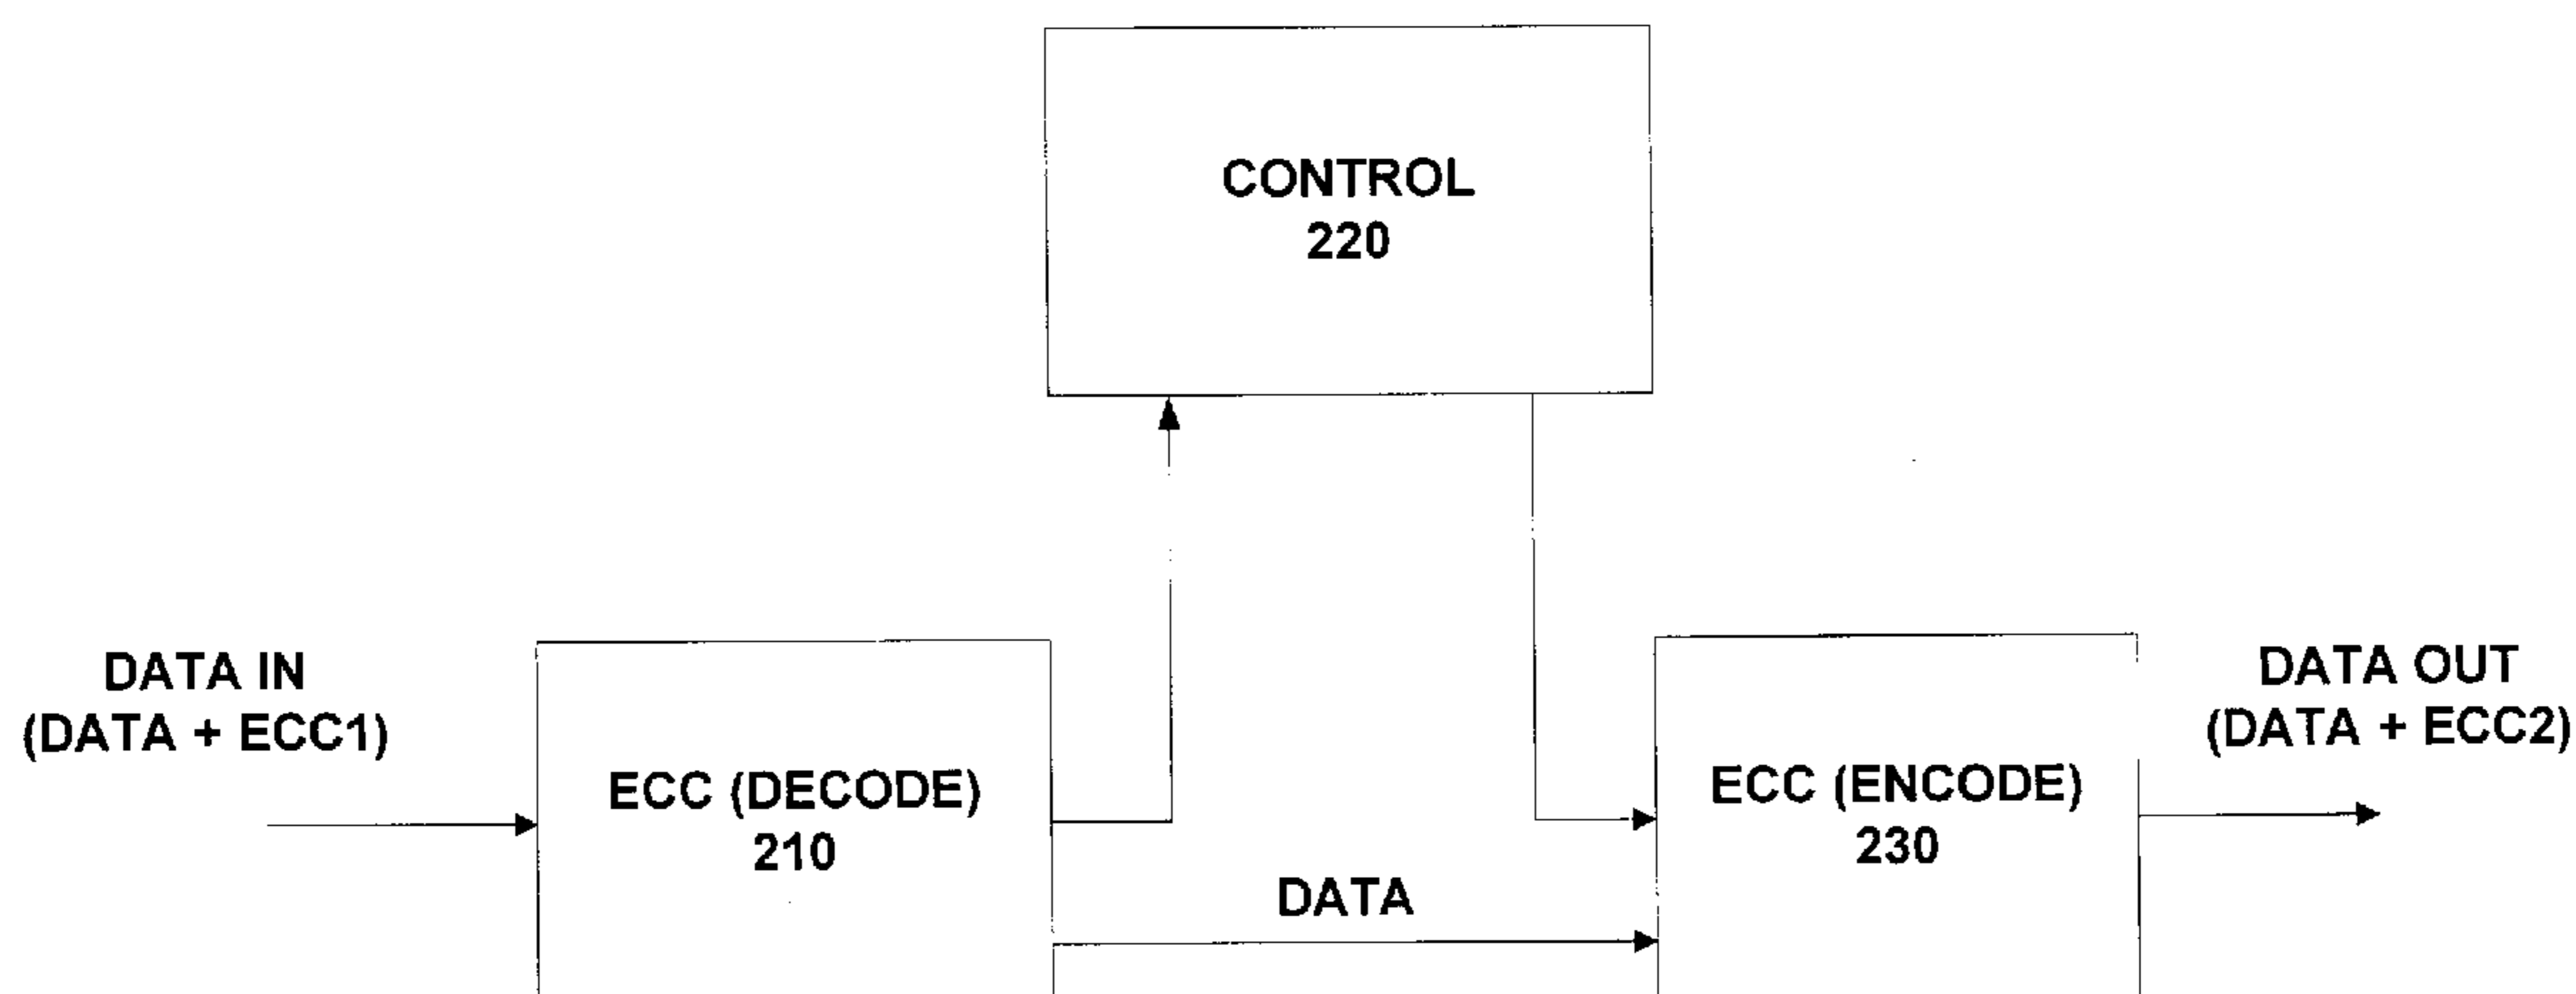 CONTROL
220
DATA IN
(DATA + ECC1)
ECC (DECODE)
210
DATA
ECC (ENCODE)
230
DATA OUT
(DATA + ECC2)